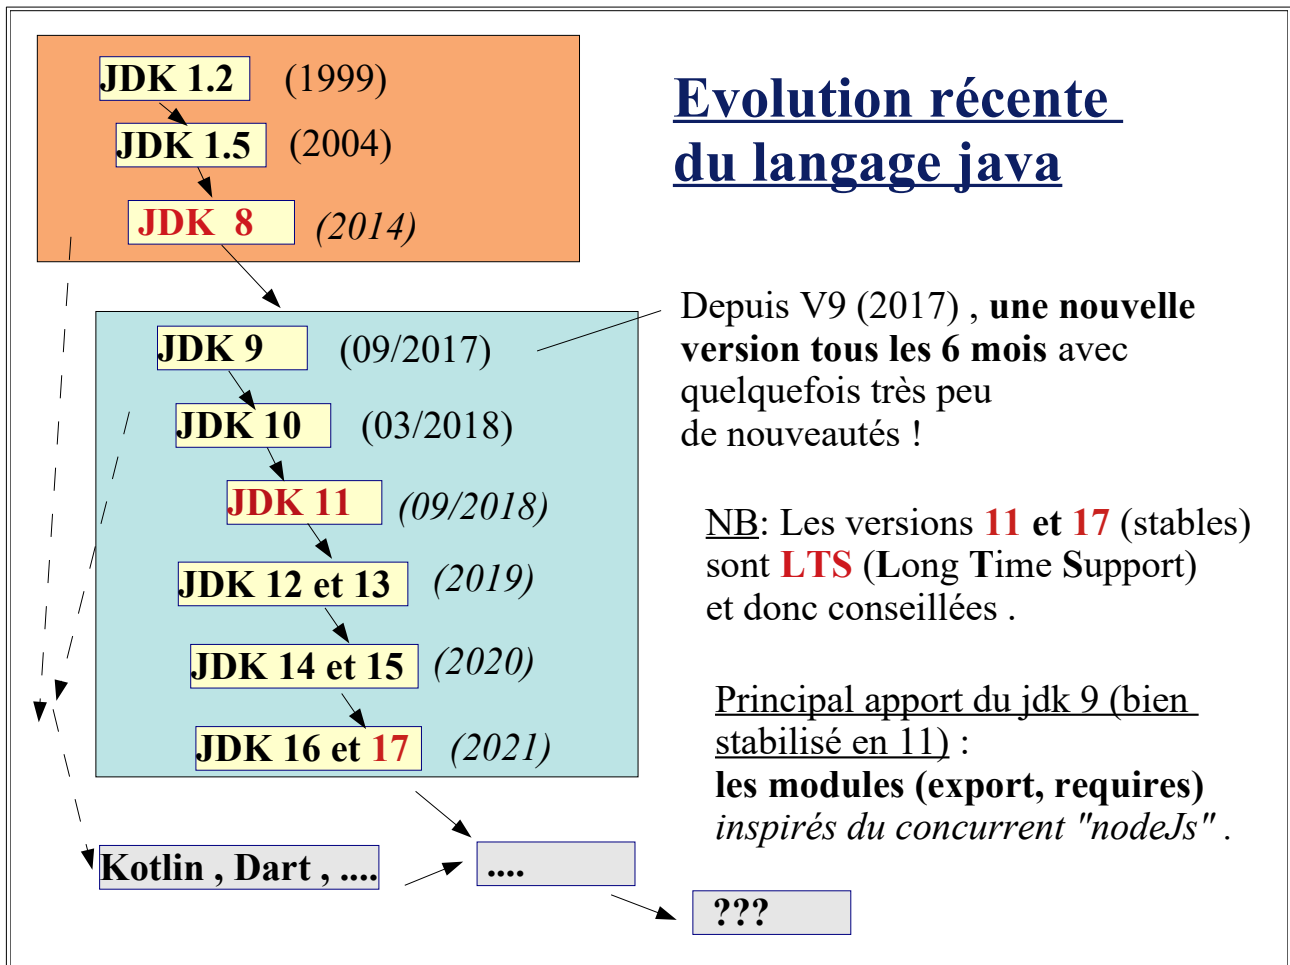 JDK 1.2 (1999)
JDK 1.5 (2004)
JDK 8 (2014)
Evolution récente
du langage java
JDK 9 (09/2017)
JDK 10 (03/2018)
JDK 11 (09/2018)
JDK 12 et 13 (2019)
JDK 14 et 15 (2020)
JDK 16 et 17 (2021)
Depuis V9 (2017) , une nouvelle
version tous les 6 mois avec
quelquefois très peu
de nouveautés !
NB: Les versions 11 et 17 (stables)
sont LTS (Long Time Support)
et donc conseillées .
Principal apport du jdk 9 (bien
stabilisé en 11) :
les modules (export, requires)
inspirés du concurrent "nodeJs" .
Kotlin , Dart , ....
....
???